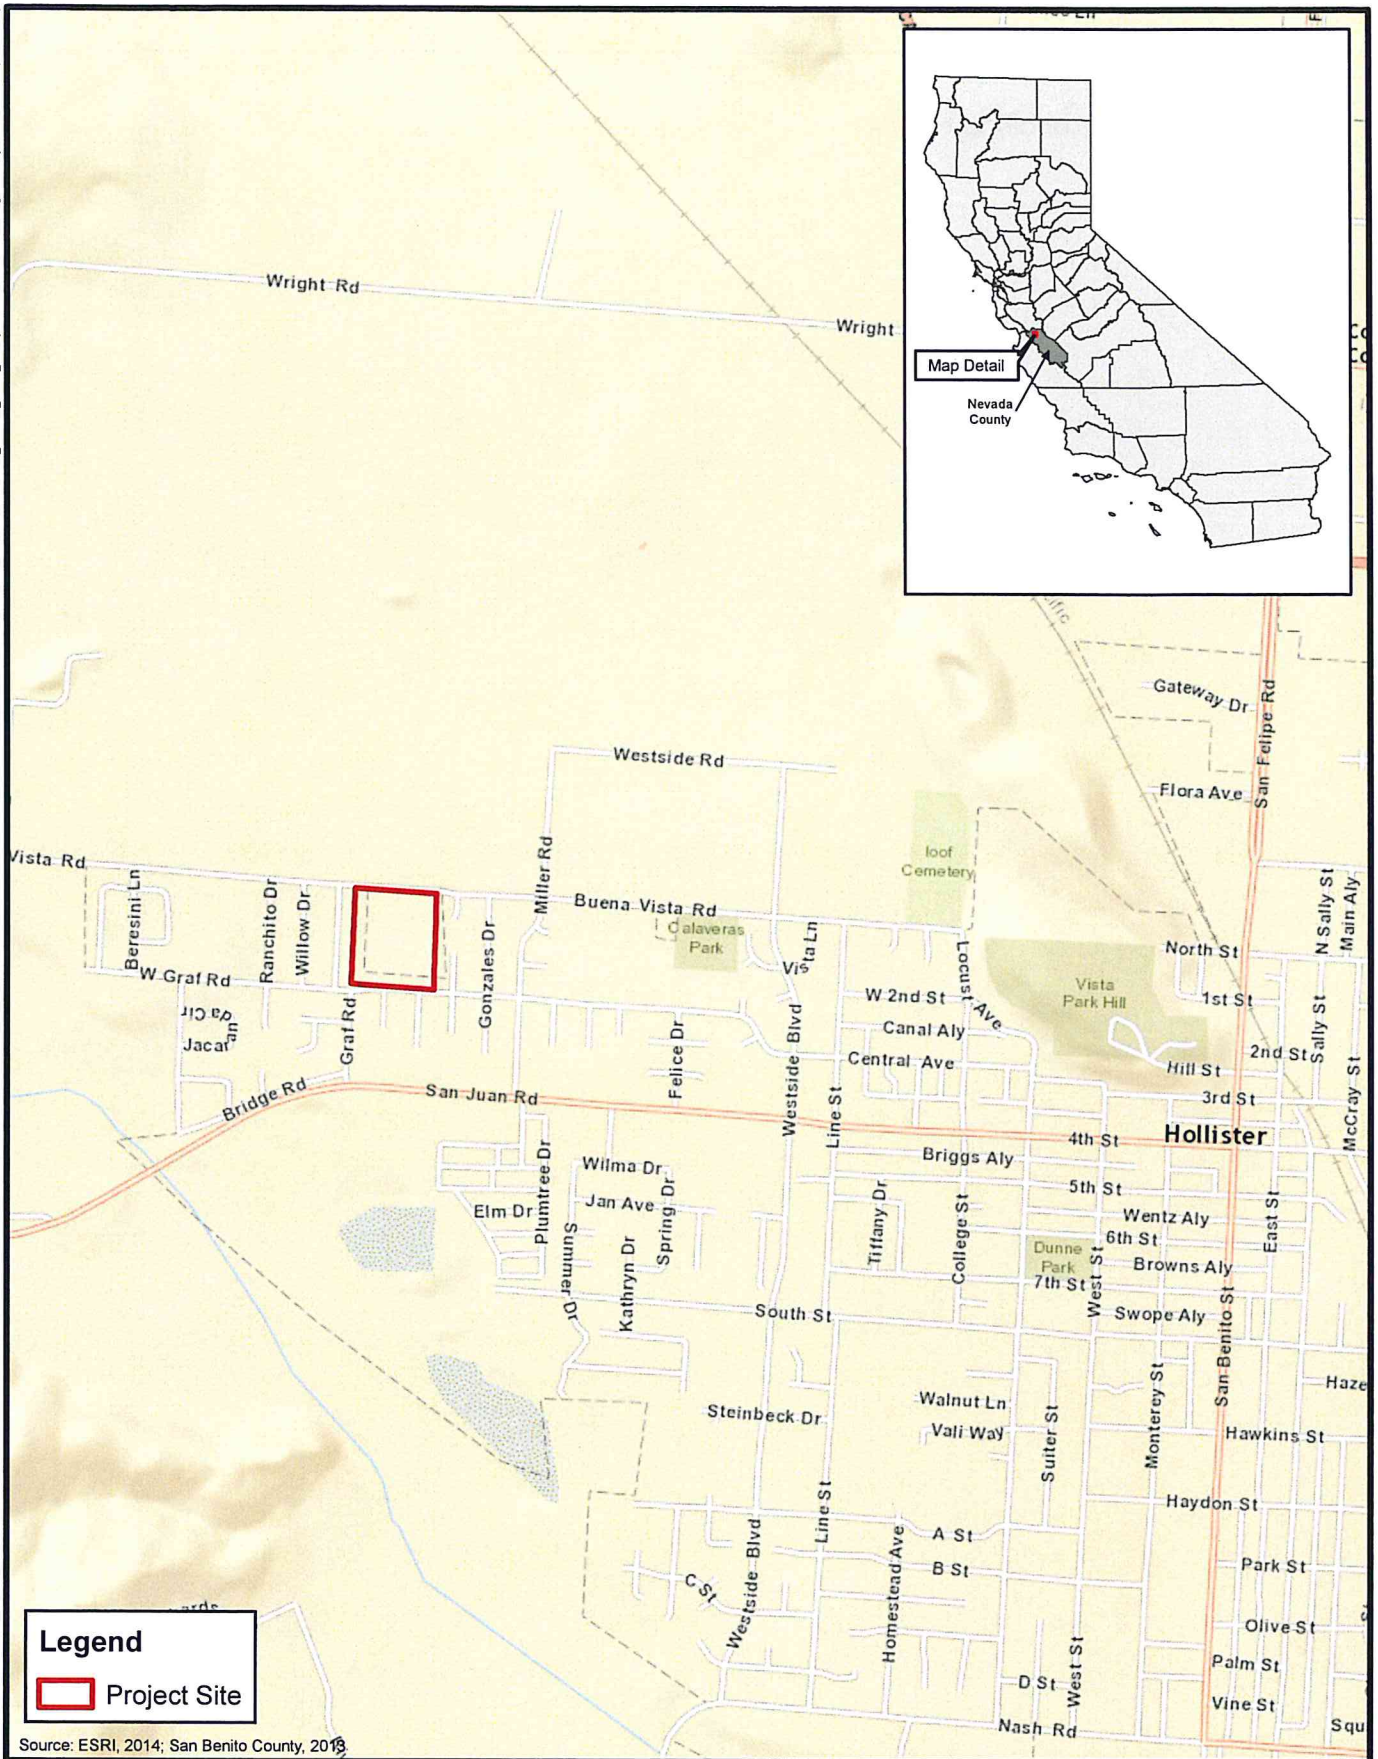 Map Detail
Nevada
County
Wright Rd
Wright
Gateway Dr
San Felipe Rd
Flora Ave
Westside Rd
Ioof
Cemetery
Vista Rd
Beresini Ln
Ranchito Dr
Willow Dr
Miller Rd
Buena Vista Rd
Calaveras
Park
Gonzales Dr
Vista Ln
Locust Ave
North St
N Sally St
Main Aly
W Graf Rd
Vista
Park Hill
W 2nd St
1st St
Jacaranda Cir
Graf Rd
Felice Dr
Westside Blvd
Canal Aly
Central Ave
2nd St
Sally St
Hill St
McCray St
Bridge Rd
San Juan Rd
Line St
3rd St
4th St
Hollister
Briggs Aly
Plumtree Dr
Wilma Dr
Jan Ave
Spring Dr
Elm Dr
Summer Dr
Kathryn Dr
Tiffany Dr
College St
5th St
Wentz Aly
6th St
East St
Dunne
Park
West St
Browns Aly
7th St
South St
Swope Aly
San Benito St
Haze
Walnut Ln
Steinbeck Dr
Vali Way
Suiter St
Monterey St
Hawkins St
Line St
Haydon St
Westside Blvd
Homestead Ave
A St
B St
C St
Park St
Olive St
West St
Palm St
D St
Vine St
Nash Rd
Squ
Legend
Project Site
Source: ESRI, 2014; San Benito County, 2013.